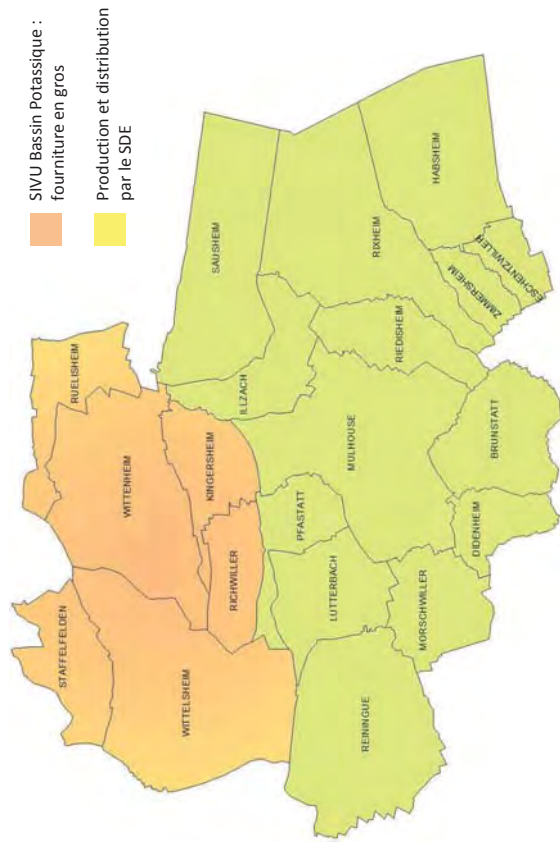 SIVU Bassin Potassique :
fourniture en gros
Production et distribution
par le SDE
STAFFELFELDEN
RUELISHEIM
WITTENHEIM
WITTELSHEIM
KINGERSHEIM
RICHWILLER
SAUSHEIM
ILLZACH
PFASTATT
LUTTERBACH
MULHOUSE
RIEDISHEIM
RIXHEIM
HABSHEIM
ZIMMERSHEIM
ESCHENTZWILLER
REININGUE
MORSCHWILLER
DIDENHEIM
BRUNSTATT